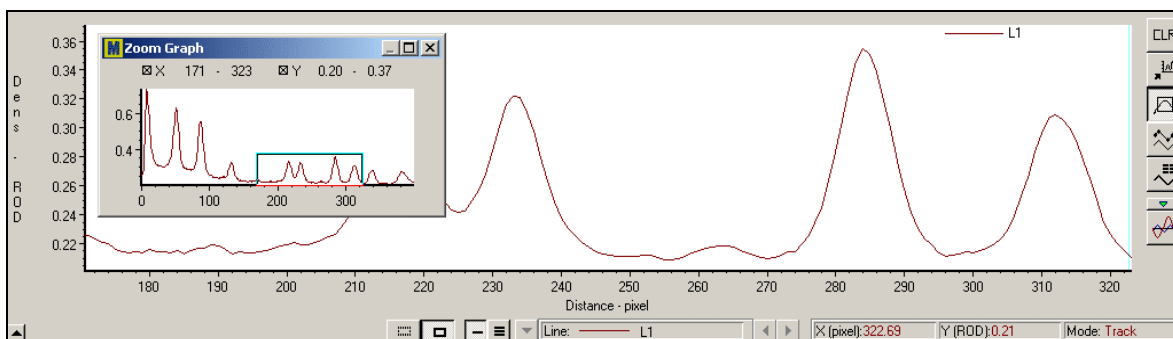 L1
CLR
0.36
0.34
0.32
0.30
0.28
0.26
0.24
0.22
Dens - ROD
M Zoom Graph
X 171 - 323 Y 0.20 - 0.37
0.6
0.4
0 100 200 300
180 190 200 210 220 230 240 250 260 270 280 290 300 310 320
Distance - pixel
Line: L1 X (pixel):322.69 Y (ROD):0.21 Mode: Track